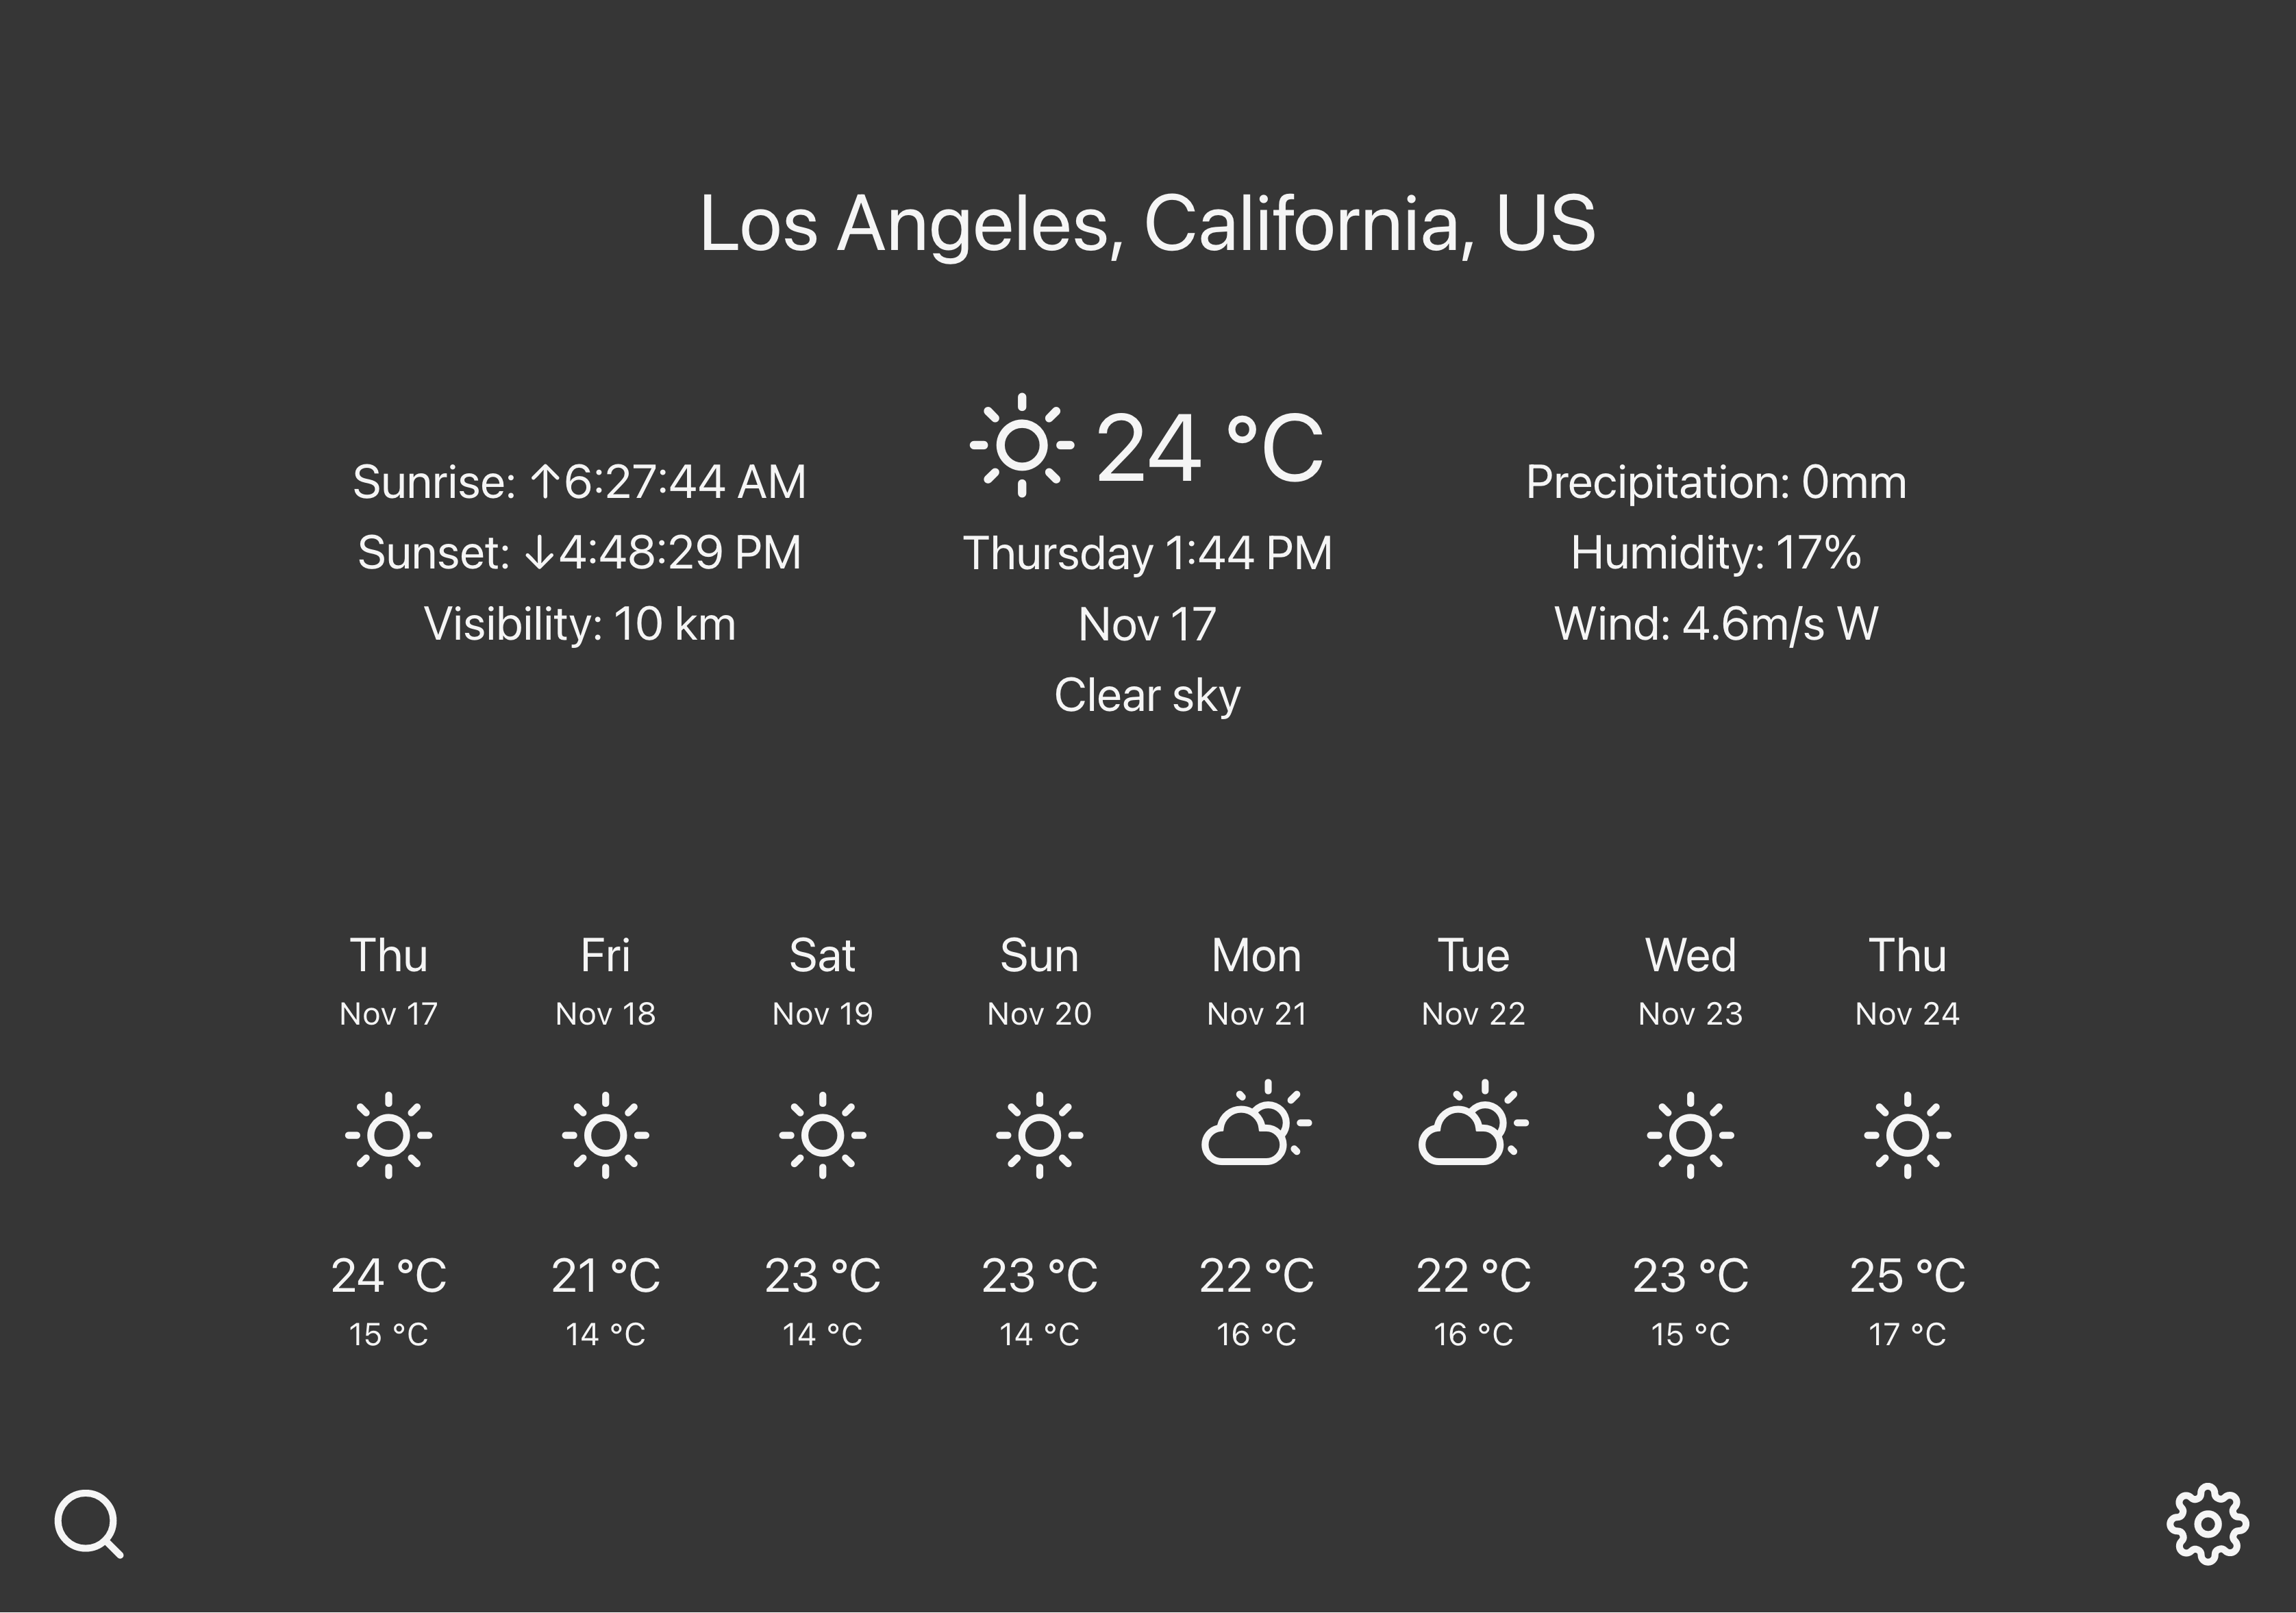 Los Angeles, California, US
Sunrise: ↑6:27:44 AM
Sunset: ↓4:48:29 PM
Visibility: 10 km
24 °C
Thursday 1:44 PM
Nov 17
Clear sky
Precipitation: 0mm
Humidity: 17%
Wind: 4.6m/s W
Thu Fri Sat Sun Mon Tue Wed Thu
Nov 17 Nov 18 Nov 19 Nov 20 Nov 21 Nov 22 Nov 23 Nov 24
24 °C 21 °C 23 °C 23 °C 22 °C 22 °C 23 °C 25 °C
15 °C 14 °C 14 °C 14 °C 16 °C 16 °C 15 °C 17 °C